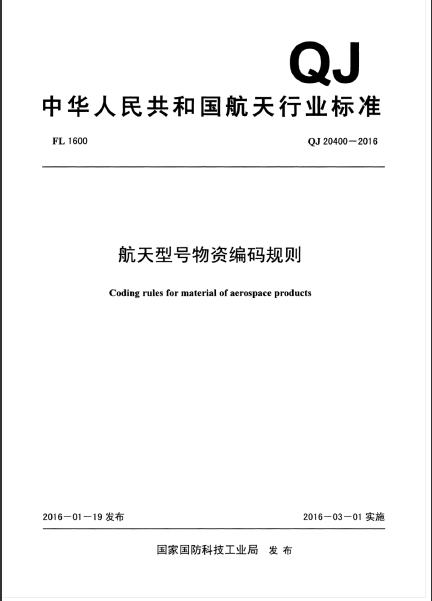 QJ
中华人民共和国航天行业标准
FL 1600
QJ 20400－2016
航天型号物资编码规则
Coding rules for material of aerospace products
2016－01－19 发布
2016－03－01 实施
国家国防科技工业局 发 布